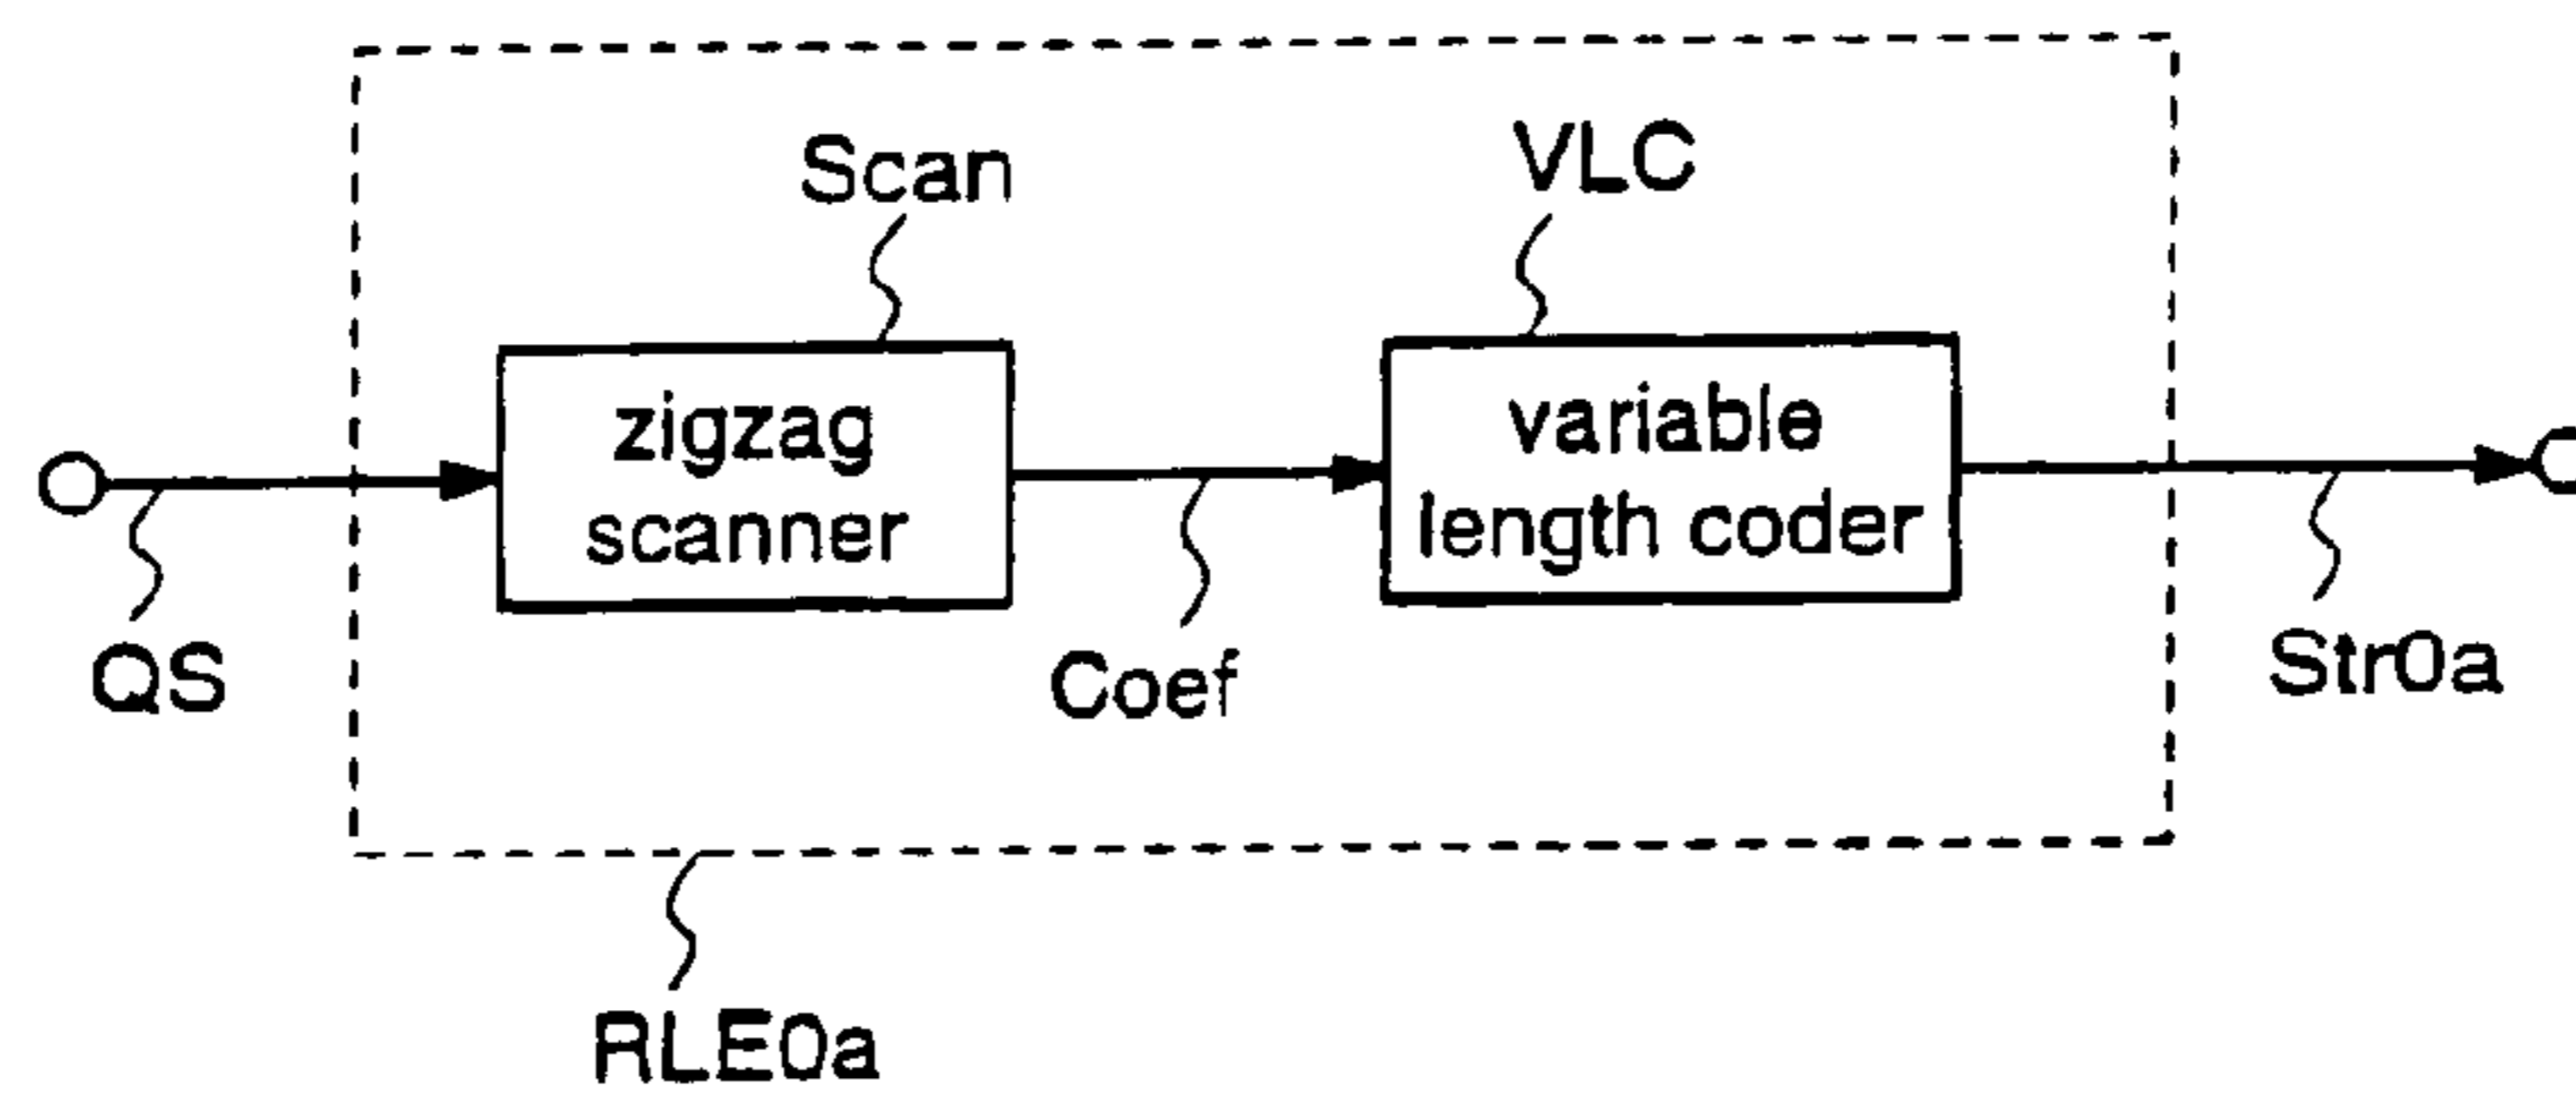 Scan
VLC
zigzag
scanner
variable
length coder
QS
Coef
Str0a
RLE0a